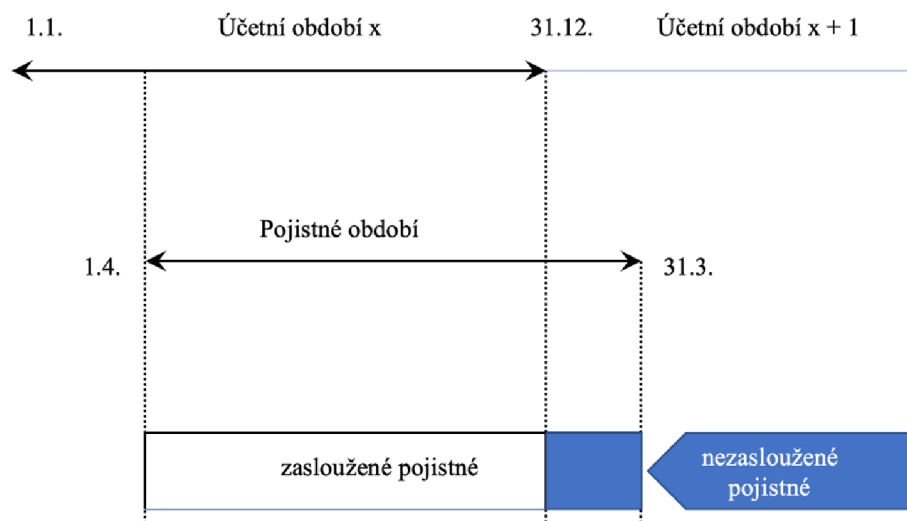 1.1.
Účetní období x
31.12.
Účetní období x + 1
Pojistné období
1.4.
31.3.
zasloužené pojistné
nezasloužené
pojistné